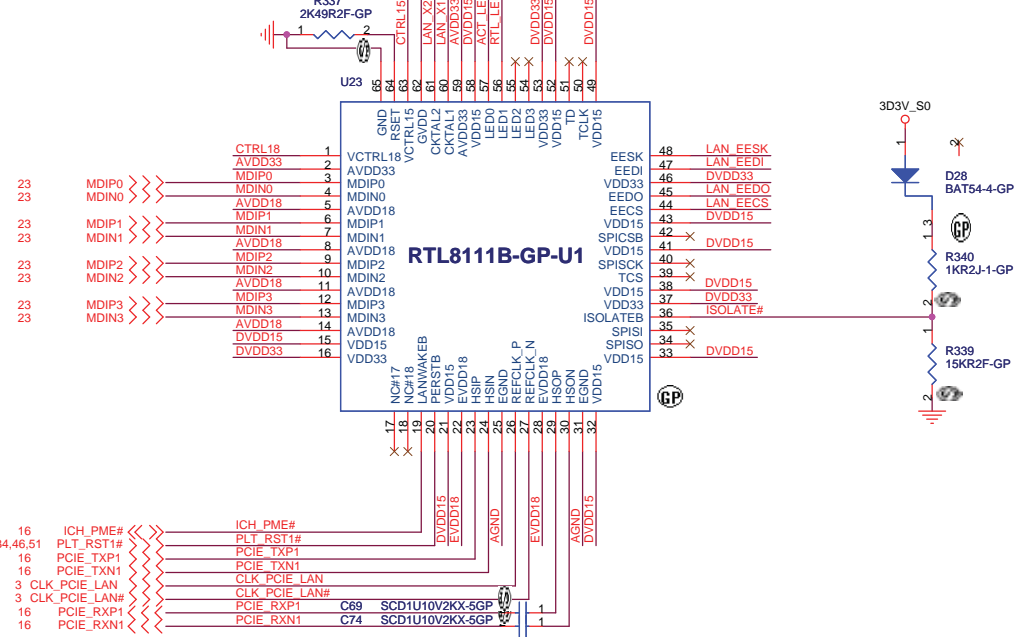 R337
2K49R2F-GP
1 2
CTRL15
LAN_X2
LAN_X1
AVDD33
DVDD15
DVDD33
DVDD15
DVDD15
U23
65 64 63 62 61 60 59 58 57 56 55 54 53 52 51 50 49
GND
RSET
VCTRL15
GVDD
CKTAL2
CKTAL1
AVDD33
VDD15
LED0
LED1
LED2
LED3
VDD33
VDD15
TD
TCLK
VDD15
3D3V_S0
1 2
D28
BAT54-4-GP
3
GP
1
R340
1KR2J-1-GP
2
1
R339
15KR2F-GP
2
CTRL18 1 VCTRL18
AVDD33 2 AVDD33
23 MDIP0 MDIP0 3 MDIP0
23 MDIN0 MDIN0 4 MDIN0
AVDD18 5 AVDD18
23 MDIP1 MDIP1 6 MDIP1
23 MDIN1 MDIN1 7 MDIN1
AVDD18 8 AVDD18
23 MDIP2 MDIP2 9 MDIP2
23 MDIN2 MDIN2 10 MDIN2
AVDD18 11 AVDD18
23 MDIP3 MDIP3 12 MDIP3
23 MDIN3 MDIN3 13 MDIN3
AVDD18 14 AVDD18
DVDD15 15 VDD15
DVDD33 16 VDD33
RTL8111B-GP-U1
EESK 48 LAN_EESK
EEDI 47 LAN_EEDI
VDD33 46 DVDD33
EEDO 45 LAN_EEDO
EECS 44 LAN_EECS
VDD15 43 DVDD15
SPICSB 42
VDD15 41 DVDD15
SPISCK 40
TCS 39
VDD15 38 DVDD15
VDD33 37 DVDD33
ISOLATEB 36 ISOLATE#
SPISI 35
SPISO 34
VDD15 33 DVDD15
GP
NC#17
NC#18
LANWAKEB
PERSTB
VDD15
EVDD18
HSIP
HSIN
EGND
REFCLK_P
REFCLK_N
EVDD18
HSOP
HSON
EGND
VDD15
17 18 19 20 21 22 23 24 25 26 27 28 29 30 31 32
DVDD15
EVDD18
AGND
EVDD18
AGND
DVDD15
16 ICH_PME# ICH_PME#
34,46,51 PLT_RST1# PLT_RST1#
16 PCIE_TXP1 PCIE_TXP1
16 PCIE_TXN1 PCIE_TXN1
3 CLK_PCIE_LAN CLK_PCIE_LAN
3 CLK_PCIE_LAN# CLK_PCIE_LAN#
16 PCIE_RXP1 PCIE_RXP1 C69 SCD1U10V2KX-5GP 1
16 PCIE_RXN1 PCIE_RXN1 C74 SCD1U10V2KX-5GP 1